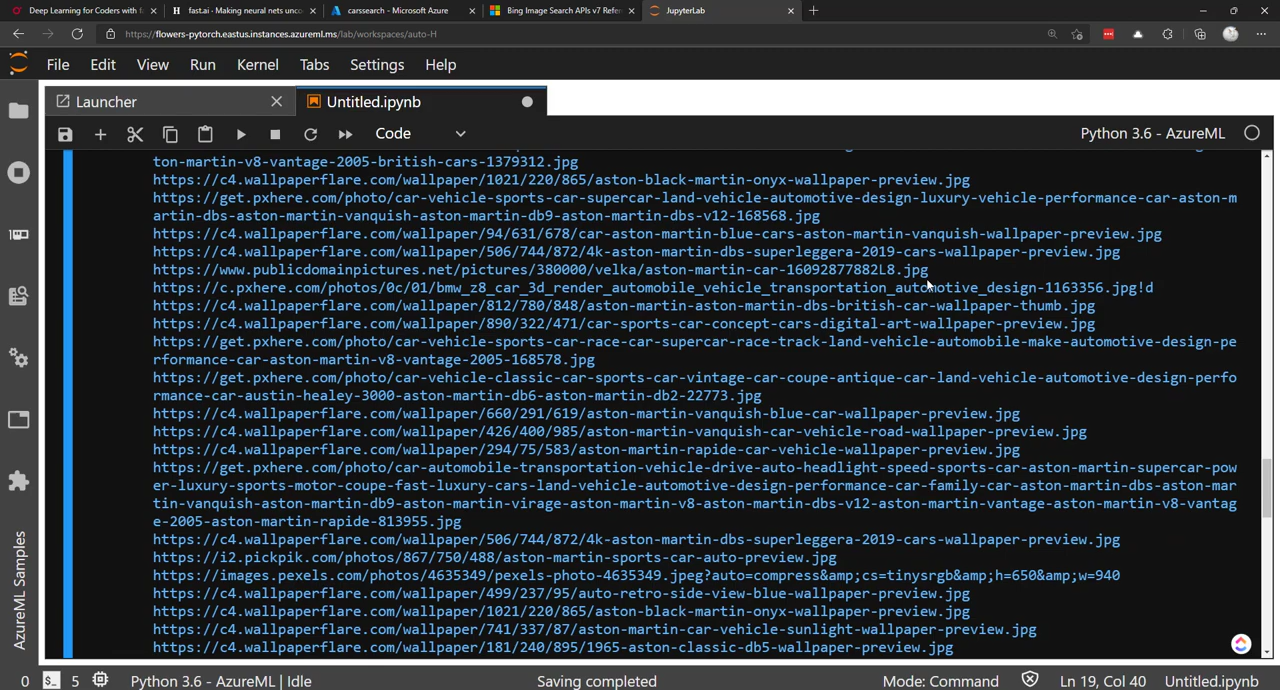 Deep Learning for Coders with fa
fast.ai - Making neural nets unco
carssearch - Microsoft Azure
Bing Image Search APIs v7 Refer
JupyterLab
https://flowers-pytorch.eastus.instances.azureml.ms/lab/workspaces/auto-H
File Edit View Run Kernel Tabs Settings Help
Launcher
Untitled.ipynb
Code
Python 3.6 - AzureML
ton-martin-v8-vantage-2005-british-cars-1379312.jpg
https://c4.wallpaperflare.com/wallpaper/1021/220/865/aston-black-martin-onyx-wallpaper-preview.jpg
https://get.pxhere.com/photo/car-vehicle-sports-car-supercar-land-vehicle-automotive-design-luxury-vehicle-performance-car-aston-m
artin-dbs-aston-martin-vanquish-aston-martin-db9-aston-martin-dbs-v12-168568.jpg
https://c4.wallpaperflare.com/wallpaper/94/631/678/car-aston-martin-blue-cars-aston-martin-vanquish-wallpaper-preview.jpg
https://c4.wallpaperflare.com/wallpaper/506/744/872/4k-aston-martin-dbs-superleggera-2019-cars-wallpaper-preview.jpg
https://www.publicdomainpictures.net/pictures/380000/velka/aston-martin-car-16092877882L8.jpg
https://c.pxhere.com/photos/0c/01/bmw_z8_car_3d_render_automobile_vehicle_transportation_automotive_design-1163356.jpg!d
https://c4.wallpaperflare.com/wallpaper/812/780/848/aston-martin-aston-martin-dbs-british-car-wallpaper-thumb.jpg
https://c4.wallpaperflare.com/wallpaper/890/322/471/car-sports-car-concept-cars-digital-art-wallpaper-preview.jpg
https://get.pxhere.com/photo/car-vehicle-sports-car-race-car-supercar-race-track-land-vehicle-automobile-make-automotive-design-pe
rformance-car-aston-martin-v8-vantage-2005-168578.jpg
https://get.pxhere.com/photo/car-vehicle-classic-car-sports-car-vintage-car-coupe-antique-car-land-vehicle-automotive-design-perfo
rmance-car-austin-healey-3000-aston-martin-db6-aston-martin-db2-22773.jpg
https://c4.wallpaperflare.com/wallpaper/660/291/619/aston-martin-vanquish-blue-car-wallpaper-preview.jpg
https://c4.wallpaperflare.com/wallpaper/426/400/985/aston-martin-vanquish-car-vehicle-road-wallpaper-preview.jpg
https://c4.wallpaperflare.com/wallpaper/294/75/583/aston-martin-rapide-car-vehicle-wallpaper-preview.jpg
https://get.pxhere.com/photo/car-automobile-transportation-vehicle-drive-auto-headlight-speed-sports-car-aston-martin-supercar-pow
er-luxury-sports-motor-coupe-fast-luxury-cars-land-vehicle-automotive-design-performance-car-family-car-aston-martin-dbs-aston-mar
tin-vanquish-aston-martin-db9-aston-martin-virage-aston-martin-v8-aston-martin-dbs-v12-aston-martin-vantage-aston-martin-v8-vantag
e-2005-aston-martin-rapide-813955.jpg
https://c4.wallpaperflare.com/wallpaper/506/744/872/4k-aston-martin-dbs-superleggera-2019-cars-wallpaper-preview.jpg
https://i2.pickpik.com/photos/867/750/488/aston-martin-sports-car-auto-preview.jpg
https://images.pexels.com/photos/4635349/pexels-photo-4635349.jpeg?auto=compress&amp;cs=tinysrgb&amp;h=650&amp;w=940
https://c4.wallpaperflare.com/wallpaper/499/237/95/auto-retro-side-view-blue-wallpaper-preview.jpg
https://c4.wallpaperflare.com/wallpaper/1021/220/865/aston-black-martin-onyx-wallpaper-preview.jpg
https://c4.wallpaperflare.com/wallpaper/741/337/87/aston-martin-car-vehicle-sunlight-wallpaper-preview.jpg
https://c4.wallpaperflare.com/wallpaper/181/240/895/1965-aston-classic-db5-wallpaper-preview.jpg
AzureML Samples
0 5 Python 3.6 - AzureML | Idle Saving completed Mode: Command Ln 19, Col 40 Untitled.ipynb